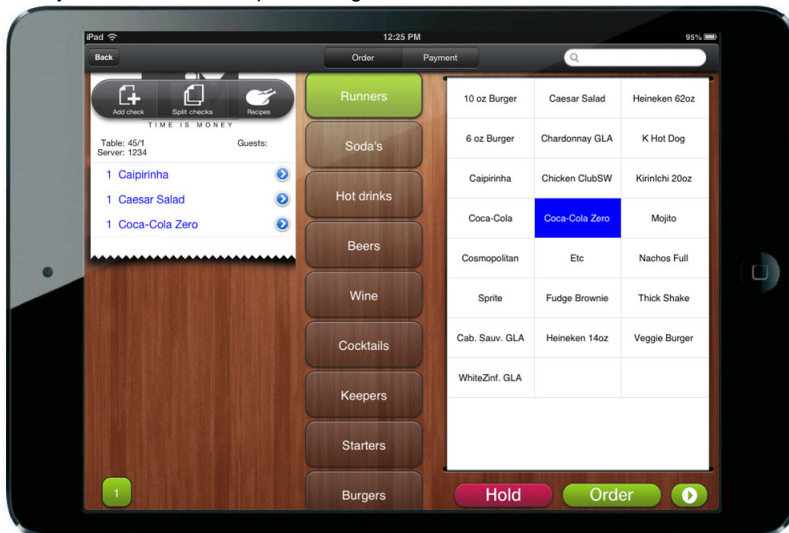 iPad 12:25 PM 95%
Back Order Payment
Add check Split checks Recipes
TIME IS MONEY
Table: 45/1 Guests:
Server: 1234
1 Caipirinha
1 Caesar Salad
1 Coca-Cola Zero
1
Runners
Soda's
Hot drinks
Beers
Wine
Cocktails
Keepers
Starters
Burgers
10 oz Burger Caesar Salad Heineken 62oz
6 oz Burger Chardonnay GLA K Hot Dog
Caipirinha Chicken ClubSW KirinIchi 20oz
Coca-Cola Coca-Cola Zero Mojito
Cosmopolitan Etc Nachos Full
Sprite Fudge Brownie Thick Shake
Cab. Sauv. GLA Heineken 14oz Veggie Burger
WhiteZinf. GLA
Hold Order